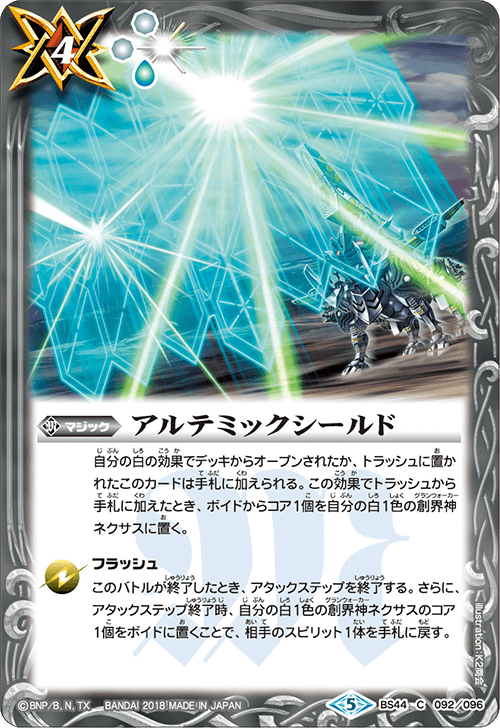 4
マジック
アルテミックシールド
自分の白の効果でデッキからオープンされたか、トラッシュに置か
れたこのカードは手札に加えられる。この効果でトラッシュから
手札に加えたとき、ボイドからコア1個を自分の白1色の創界神
ネクサスに置く。
フラッシュ
このバトルが終了したとき、アタックステップを終了する。さらに、
アタックステップ終了時、自分の白1色の創界神ネクサスのコア
1個をボイドに置くことで、相手のスピリット1体を手札に戻す。
Illustration:K2商会
©BNP/B, N, TX BANDAI 2018 MADE IN JAPAN 5 BS44 C 092/096